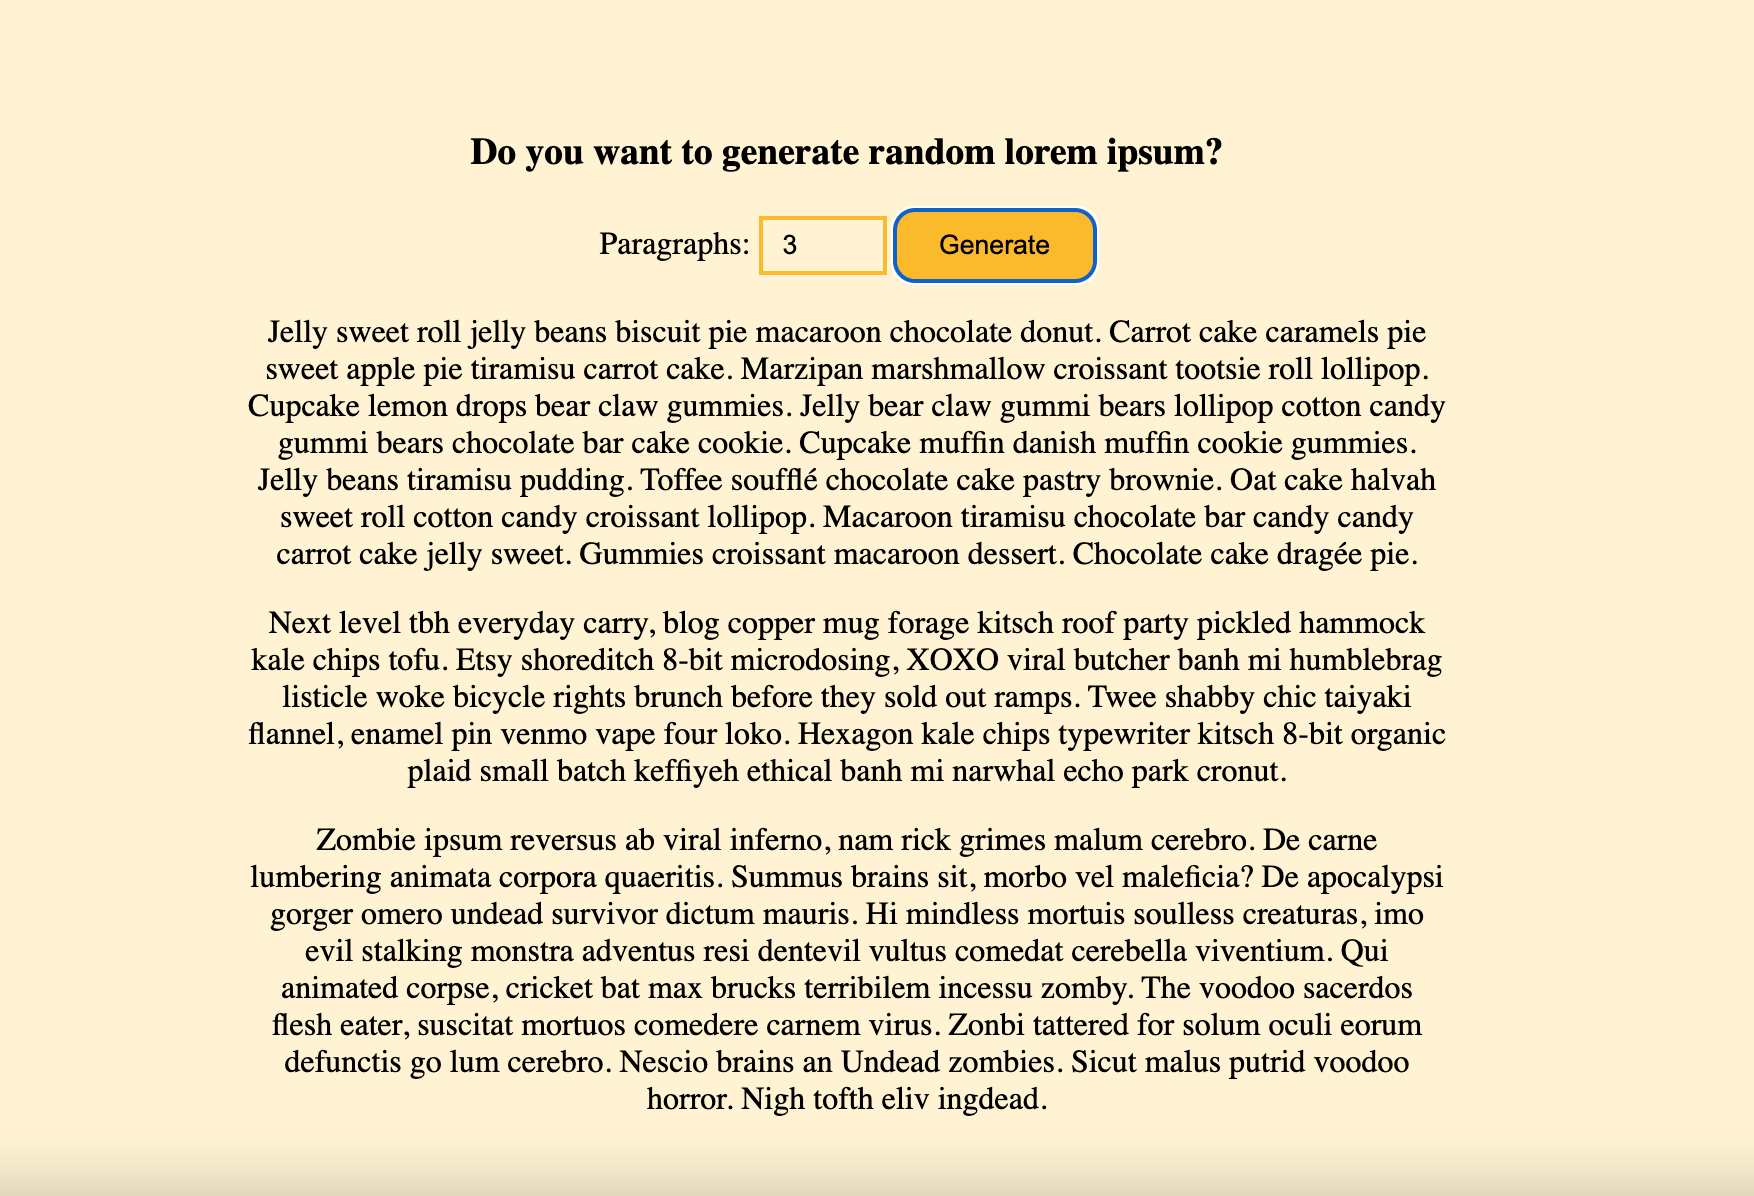 Do you want to generate random lorem ipsum?
Paragraphs: 3 Generate
Jelly sweet roll jelly beans biscuit pie macaroon chocolate donut. Carrot cake caramels pie
sweet apple pie tiramisu carrot cake. Marzipan marshmallow croissant tootsie roll lollipop.
Cupcake lemon drops bear claw gummies. Jelly bear claw gummi bears lollipop cotton candy
gummi bears chocolate bar cake cookie. Cupcake muffin danish muffin cookie gummies.
Jelly beans tiramisu pudding. Toffee soufflé chocolate cake pastry brownie. Oat cake halvah
sweet roll cotton candy croissant lollipop. Macaroon tiramisu chocolate bar candy candy
carrot cake jelly sweet. Gummies croissant macaroon dessert. Chocolate cake dragée pie.
Next level tbh everyday carry, blog copper mug forage kitsch roof party pickled hammock
kale chips tofu. Etsy shoreditch 8-bit microdosing, XOXO viral butcher banh mi humblebrag
listicle woke bicycle rights brunch before they sold out ramps. Twee shabby chic taiyaki
flannel, enamel pin venmo vape four loko. Hexagon kale chips typewriter kitsch 8-bit organic
plaid small batch keffiyeh ethical banh mi narwhal echo park cronut.
Zombie ipsum reversus ab viral inferno, nam rick grimes malum cerebro. De carne
lumbering animata corpora quaeritis. Summus brains sit, morbo vel maleficia? De apocalypsi
gorger omero undead survivor dictum mauris. Hi mindless mortuis soulless creaturas, imo
evil stalking monstra adventus resi dentevil vultus comedat cerebella viventium. Qui
animated corpse, cricket bat max brucks terribilem incessu zomby. The voodoo sacerdos
flesh eater, suscitat mortuos comedere carnem virus. Zonbi tattered for solum oculi eorum
defunctis go lum cerebro. Nescio brains an Undead zombies. Sicut malus putrid voodoo
horror. Nigh tofth eliv ingdead.